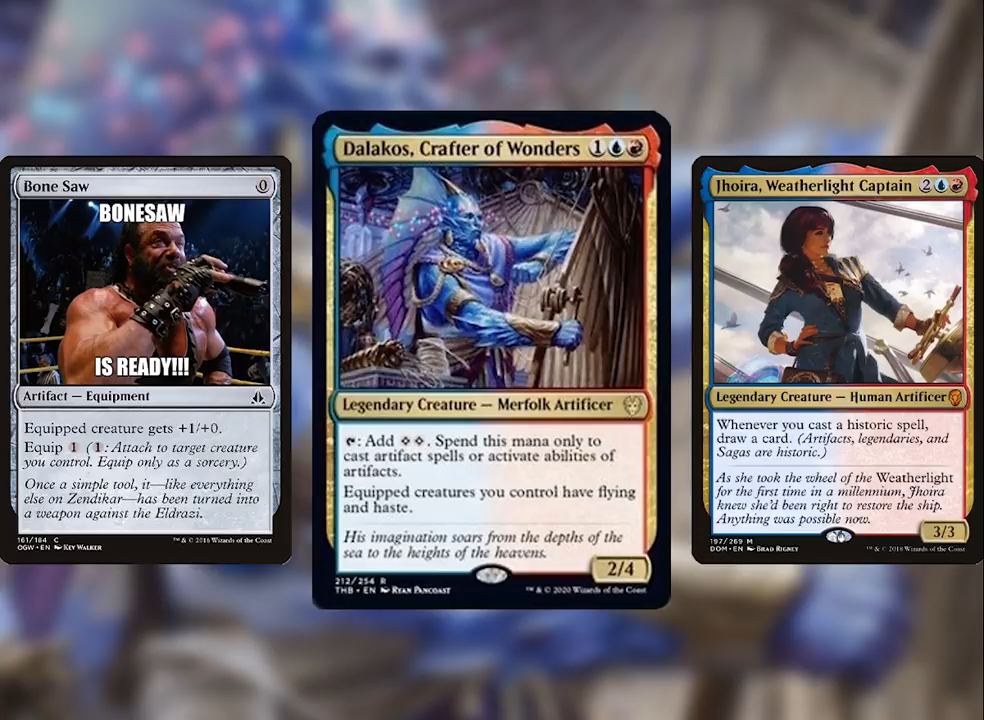 Bone Saw 0
BONESAW
IS READY!!!
Artifact — Equipment
Equipped creature gets +1/+0.
Equip 1 (1: Attach to target creature
you control. Equip only as a sorcery.)
Once a simple tool, it—like everything
else on Zendikar—has been turned into
a weapon against the Eldrazi.
161/184 C
OGW • EN KEV WALKER
™ & © 2016 Wizards of the Coast
Dalakos, Crafter of Wonders 1
Legendary Creature — Merfolk Artificer
: Add . Spend this mana only to
cast artifact spells or activate abilities of
artifacts.
Equipped creatures you control have flying
and haste.
His imagination soars from the depths of the
sea to the heights of the heavens.
2/4
212/254 R
THB • EN RYAN PANCOAST
™ & © 2020 Wizards of the Coast
Jhoira, Weatherlight Captain 2
Legendary Creature — Human Artificer
Whenever you cast a historic spell,
draw a card. (Artifacts, legendaries, and
Sagas are historic.)
As she took the wheel of the Weatherlight
for the first time in a millennium, Jhoira
knew she'd been right to restore the ship.
Anything was possible now.
3/3
197/269 M
DOM • EN BRAD RIGNEY
™ & © 2018 Wizards of the Coast